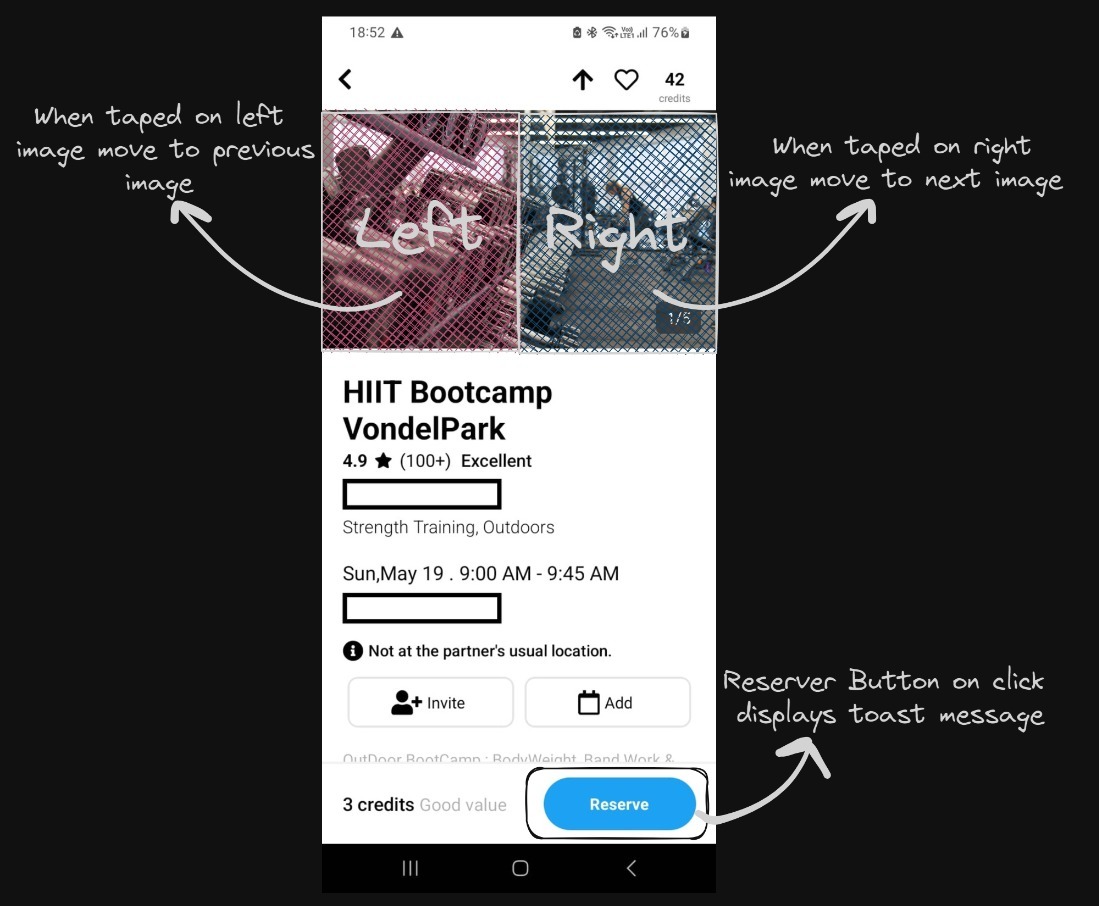 18:52
Vo))
LTE1
76%
42
credits
When taped on left
image move to previous
image
When taped on right
image move to next image
Left
Right
1/5
HIIT Bootcamp
VondelPark
4.9 (100+) Excellent
Strength Training, Outdoors
Sun,May 19 . 9:00 AM - 9:45 AM
Not at the partner's usual location.
Invite
Add
Reserver Button on click
displays toast message
OutDoor BootCamp : BodyWeight, Band Work &
3 credits Good value
Reserve